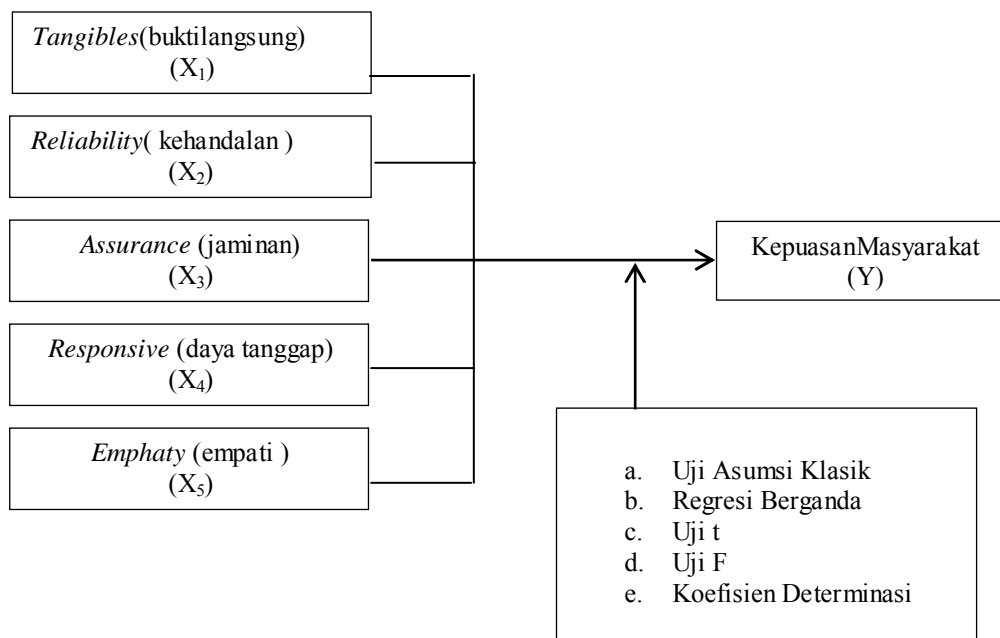 Tangibles(buktilangsung)
(X₁)
Reliability( kehandalan )
(X₂)
Assurance (jaminan)
(X₃)
Responsive (daya tanggap)
(X₄)
Emphaty (empati )
(X₅)
KepuasanMasyarakat
(Y)
a. Uji Asumsi Klasik
b. Regresi Berganda
c. Uji t
d. Uji F
e. Koefisien Determinasi